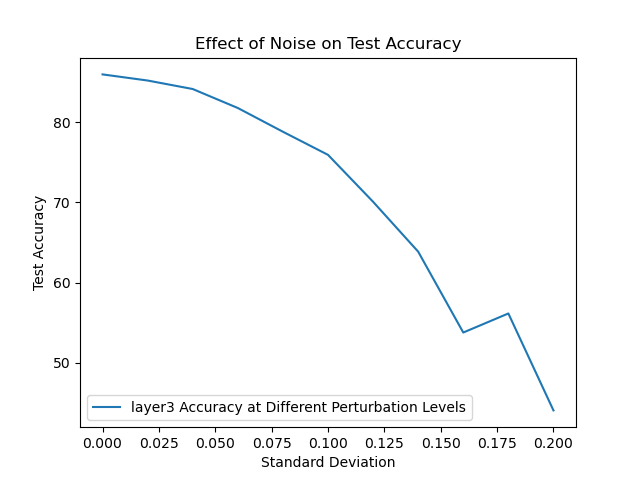 Effect of Noise on Test Accuracy
Test Accuracy
80
70
60
50
layer3 Accuracy at Different Perturbation Levels
0.000 0.025 0.050 0.075 0.100 0.125 0.150 0.175 0.200
Standard Deviation